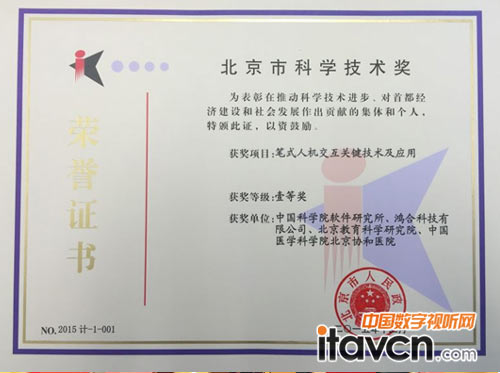 荣誉证书
北京市科学技术奖
为表彰在推动科学技术进步、对首都经
济建设和社会发展作出贡献的集体和个人，
特颁此证，以资鼓励。
获奖项目：笔式人机交互关键技术及应用
获奖等级：壹等奖
获奖单位：中国科学院软件研究所、鸿合科技有
限公司、北京教育科学研究院、中国
医学科学院北京协和医院
北京市人民政
NO. 2015 计-1-001
中国数字视听网
itavcn.com